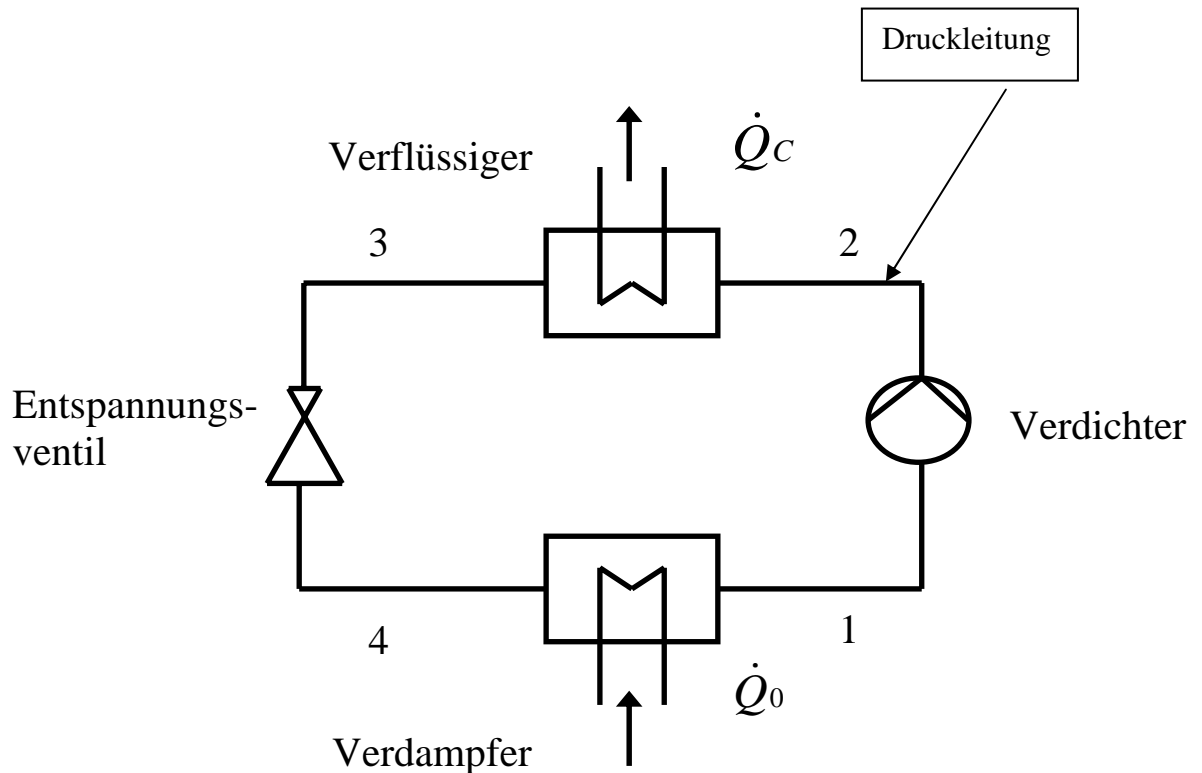 Druckleitung
Verflüssiger
Q̇C
3
2
Entspannungs-
ventil
Verdichter
4
1
Q̇0
Verdampfer